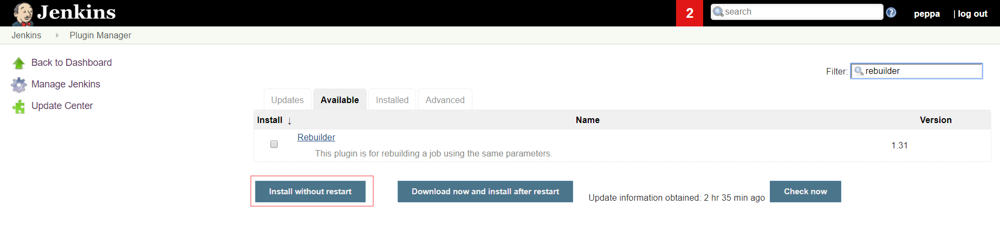 Jenkins
2
search
peppa
| log out
Jenkins
Plugin Manager
Back to Dashboard
Manage Jenkins
Update Center
Filter: rebuilder
Updates
Available
Installed
Advanced
Install ↓
Name
Version
Rebuilder
This plugin is for rebuilding a job using the same parameters.
1.31
Install without restart
Download now and install after restart
Update information obtained: 2 hr 35 min ago
Check now